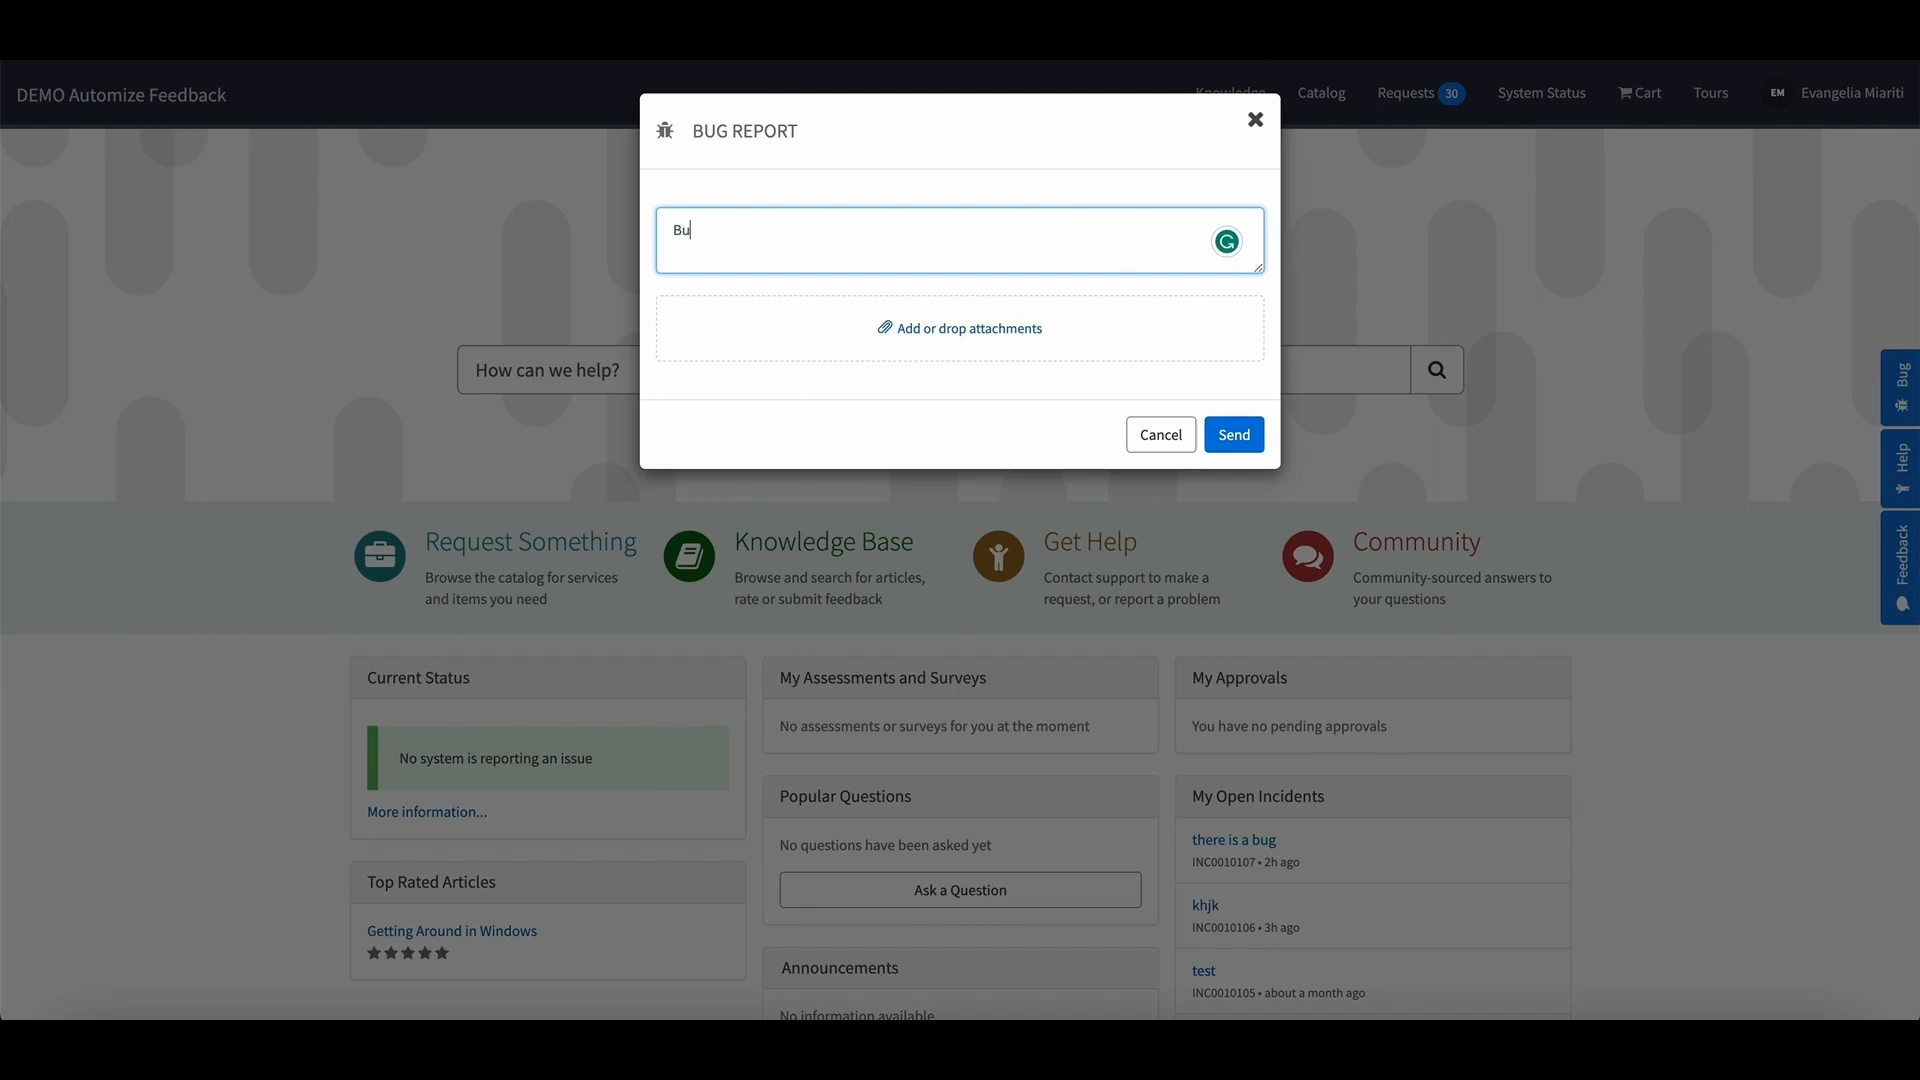 DEMO Automize Feedback
Knowledge
Catalog
Requests 30
System Status
Cart
Tours
EM Evangelia Miariti
BUG REPORT
Bu
Add or drop attachments
Cancel
Send
How can we help?
Bug
Help
Feedback
Request Something
Browse the catalog for services
and items you need
Knowledge Base
Browse and search for articles,
rate or submit feedback
Get Help
Contact support to make a
request, or report a problem
Community
Community-sourced answers to
your questions
Current Status
No system is reporting an issue
More information...
Top Rated Articles
Getting Around in Windows
My Assessments and Surveys
No assessments or surveys for you at the moment
Popular Questions
No questions have been asked yet
Ask a Question
Announcements
No information available
My Approvals
You have no pending approvals
My Open Incidents
there is a bug
INC0010107 • 2h ago
khjk
INC0010106 • 3h ago
test
INC0010105 • about a month ago